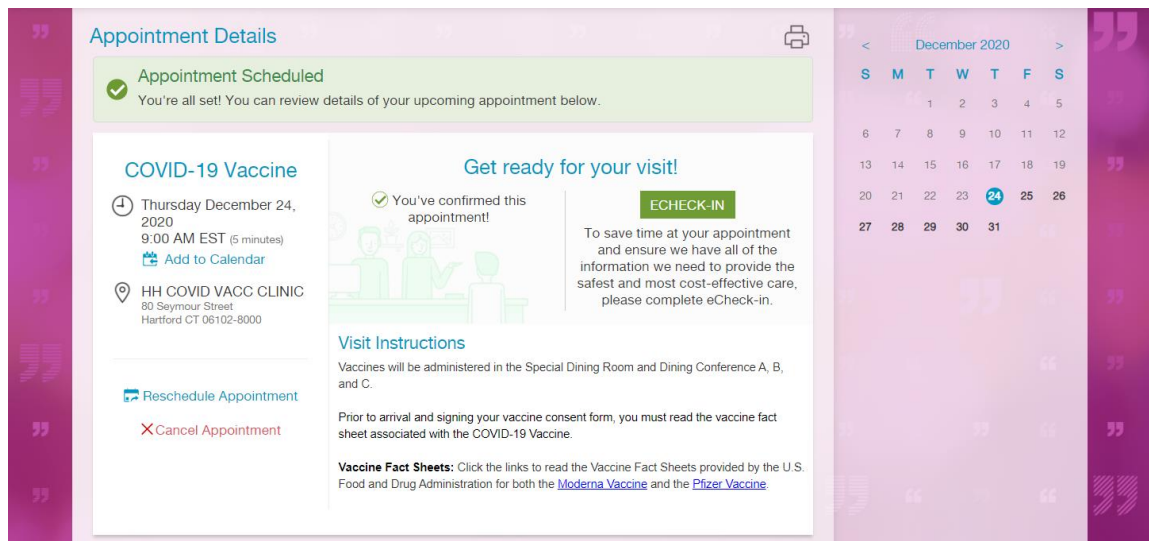 Appointment Details
Appointment Scheduled
You're all set! You can review details of your upcoming appointment below.
COVID-19 Vaccine
Thursday December 24,
2020
9:00 AM EST (5 minutes)
Add to Calendar
HH COVID VACC CLINIC
80 Seymour Street
Hartford CT 06102-8000
Reschedule Appointment
Cancel Appointment
Get ready for your visit!
You've confirmed this
appointment!
ECHECK-IN
To save time at your appointment
and ensure we have all of the
information we need to provide the
safest and most cost-effective care,
please complete eCheck-in.
Visit Instructions
Vaccines will be administered in the Special Dining Room and Dining Conference A, B,
and C.
Prior to arrival and signing your vaccine consent form, you must read the vaccine fact
sheet associated with the COVID-19 Vaccine.
Vaccine Fact Sheets: Click the links to read the Vaccine Fact Sheets provided by the U.S.
Food and Drug Administration for both the Moderna Vaccine and the Pfizer Vaccine.
< December 2020 >
S M T W T F S
1 2 3 4 5
6 7 8 9 10 11 12
13 14 15 16 17 18 19
20 21 22 23 24 25 26
27 28 29 30 31